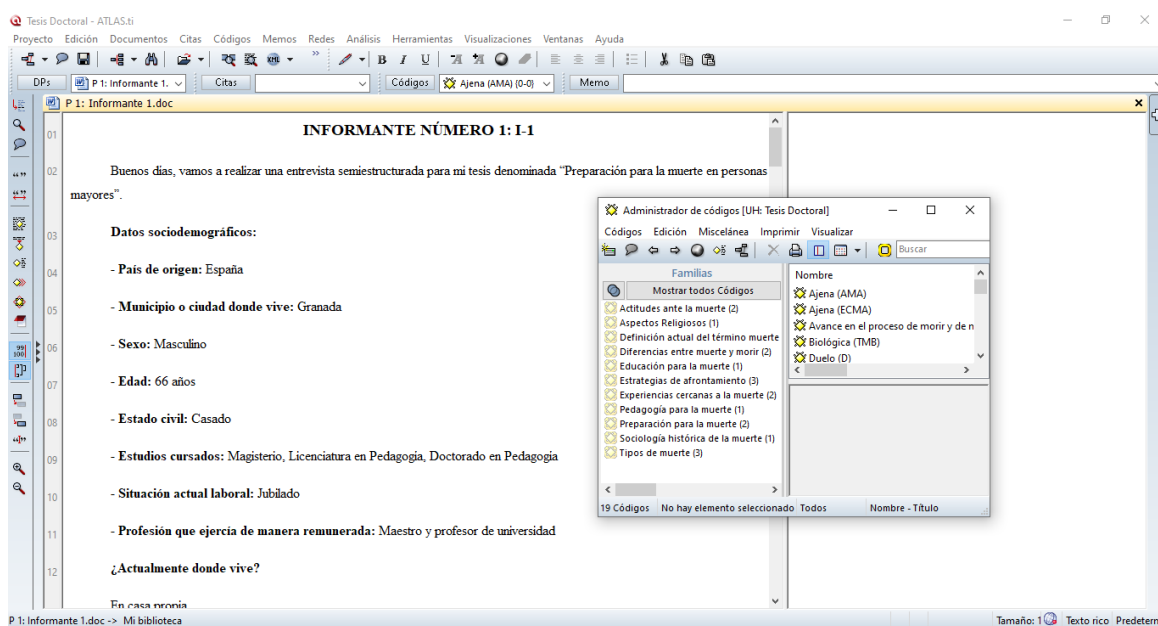 Tesis Doctoral - ATLAS.ti
Proyecto Edición Documentos Citas Códigos Memos Redes Análisis Herramientas Visualizaciones Ventanas Ayuda
B I U
DPs P 1: Informante 1. Citas Códigos Ajena (AMA) {0-0} Memo
P 1: Informante 1.doc
01 INFORMANTE NÚMERO 1: I-1
02 Buenos días, vamos a realizar una entrevista semiestructurada para mi tesis denominada “Preparación para la muerte en personas
mayores”.
03 Datos sociodemográficos:
04 - País de origen: España
05 - Municipio o ciudad donde vive: Granada
06 - Sexo: Masculino
07 - Edad: 66 años
08 - Estado civil: Casado
09 - Estudios cursados: Magisterio, Licenciatura en Pedagogía, Doctorado en Pedagogía
10 - Situación actual laboral: Jubilado
11 - Profesión que ejercía de manera remunerada: Maestro y profesor de universidad
12 ¿Actualmente donde vive?
En casa propia
Administrador de códigos [UH: Tesis Doctoral]
Códigos Edición Miscelánea Imprimir Visualizar
Buscar
Familias
Mostrar todos Códigos
Actitudes ante la muerte (2)
Aspectos Religiosos (1)
Definición actual del término muerte
Diferencias entre muerte y morir (2)
Educación para la muerte (1)
Estrategias de afrontamiento (3)
Experiencias cercanas a la muerte (2)
Pedagogía para la muerte (1)
Preparación para la muerte (2)
Sociología histórica de la muerte (1)
Tipos de muerte (3)
Nombre
Ajena (AMA)
Ajena (ECMA)
Avance en el proceso de morir y de n
Biológica (TMB)
Duelo (D)
19 Códigos No hay elemento seleccionado Todos Nombre - Título
P 1: Informante 1.doc -> Mi biblioteca Tamaño: 1 Texto rico Predetern